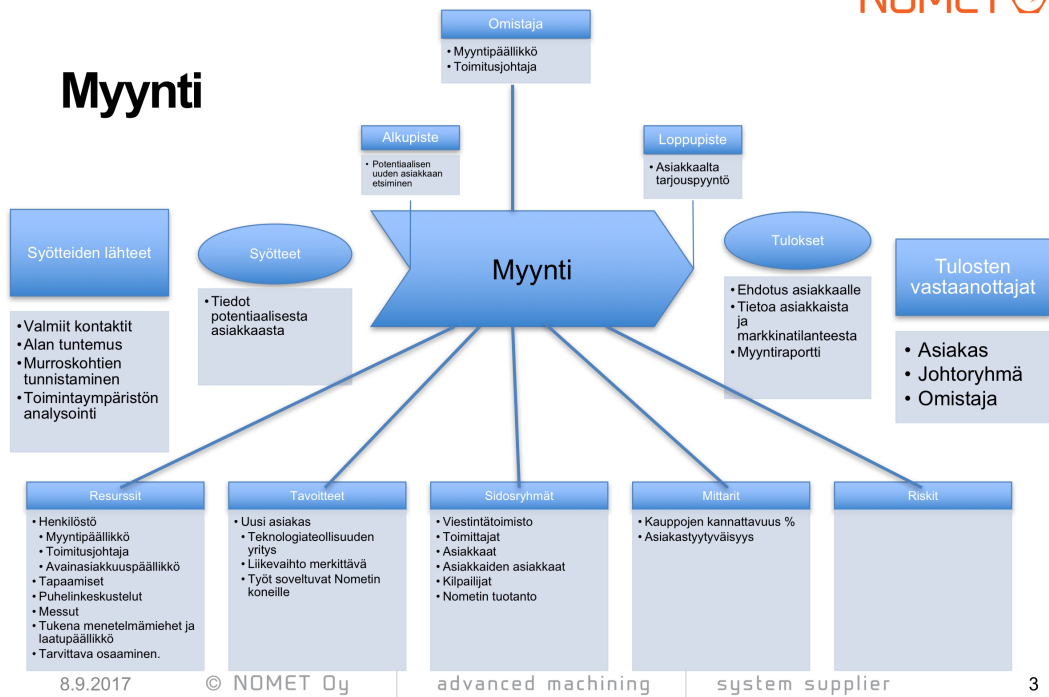 NOMET
Omistaja
• Myyntipäällikkö
• Toimitusjohtaja
Myynti
Alkupiste
• Potentiaalisen
uuden asiakkaan
etsiminen
Loppupiste
• Asiakkaalta
tarjouspyyntö
Syötteiden lähteet
• Valmiit kontaktit
• Alan tuntemus
• Murroskohtien
tunnistaminen
• Toimintaympäristön
analysointi
Syötteet
• Tiedot
potentiaalisesta
asiakkaasta
Myynti
Tulokset
• Ehdotus asiakkaalle
• Tietoa asiakkaista
ja
markkinatilanteesta
• Myyntiraportti
Tulosten
vastaanottajat
• Asiakas
• Johtoryhmä
• Omistaja
Resurssit
• Henkilöstö
• Myyntipäällikkö
• Toimitusjohtaja
• Avainasiakkuuspäällikkö
• Tapaamiset
• Puhelinkeskustelut
• Messut
• Tukena menetelmämiehet ja
laatupäällikkö
• Tarvittava osaaminen.
Tavoitteet
• Uusi asiakas
• Teknologiateollisuuden
yritys
• Liikevaihto merkittävä
• Työt soveltuvat Nometin
koneille
Sidosryhmät
• Viestintätoimisto
• Toimittajat
• Asiakkaat
• Asiakkaiden asiakkaat
• Kilpailijat
• Nometin tuotanto
Mittarit
• Kauppojen kannattavuus %
• Asiakastyytyväisyys
Riskit
8.9.2017
© NOMET Oy
advanced machining
system supplier
3